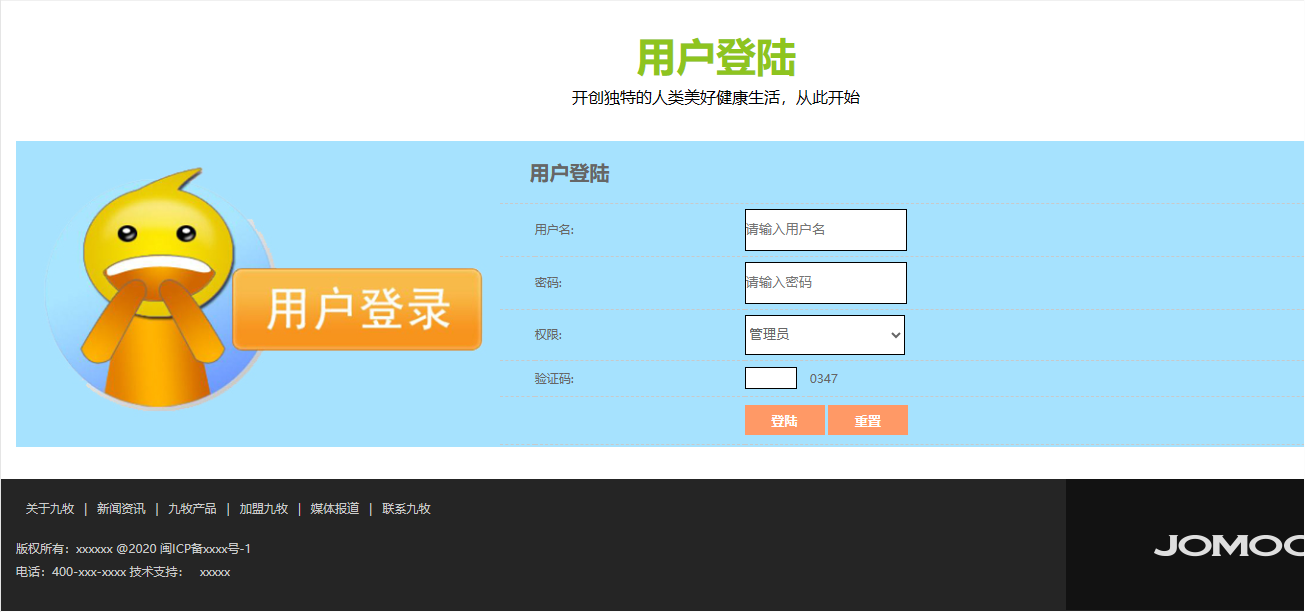 用户登陆
开创独特的人类美好健康生活，从此开始
用户登录
用户登陆
用户名:
请输入用户名
密码:
请输入密码
权限:
管理员
验证码:
0347
登陆 重置
关于九牧 | 新闻资讯 | 九牧产品 | 加盟九牧 | 媒体报道 | 联系九牧
版权所有：xxxxxx @2020 闽ICP备xxxx号-1
电话：400-xxx-xxxx 技术支持： xxxxx
JOMOO